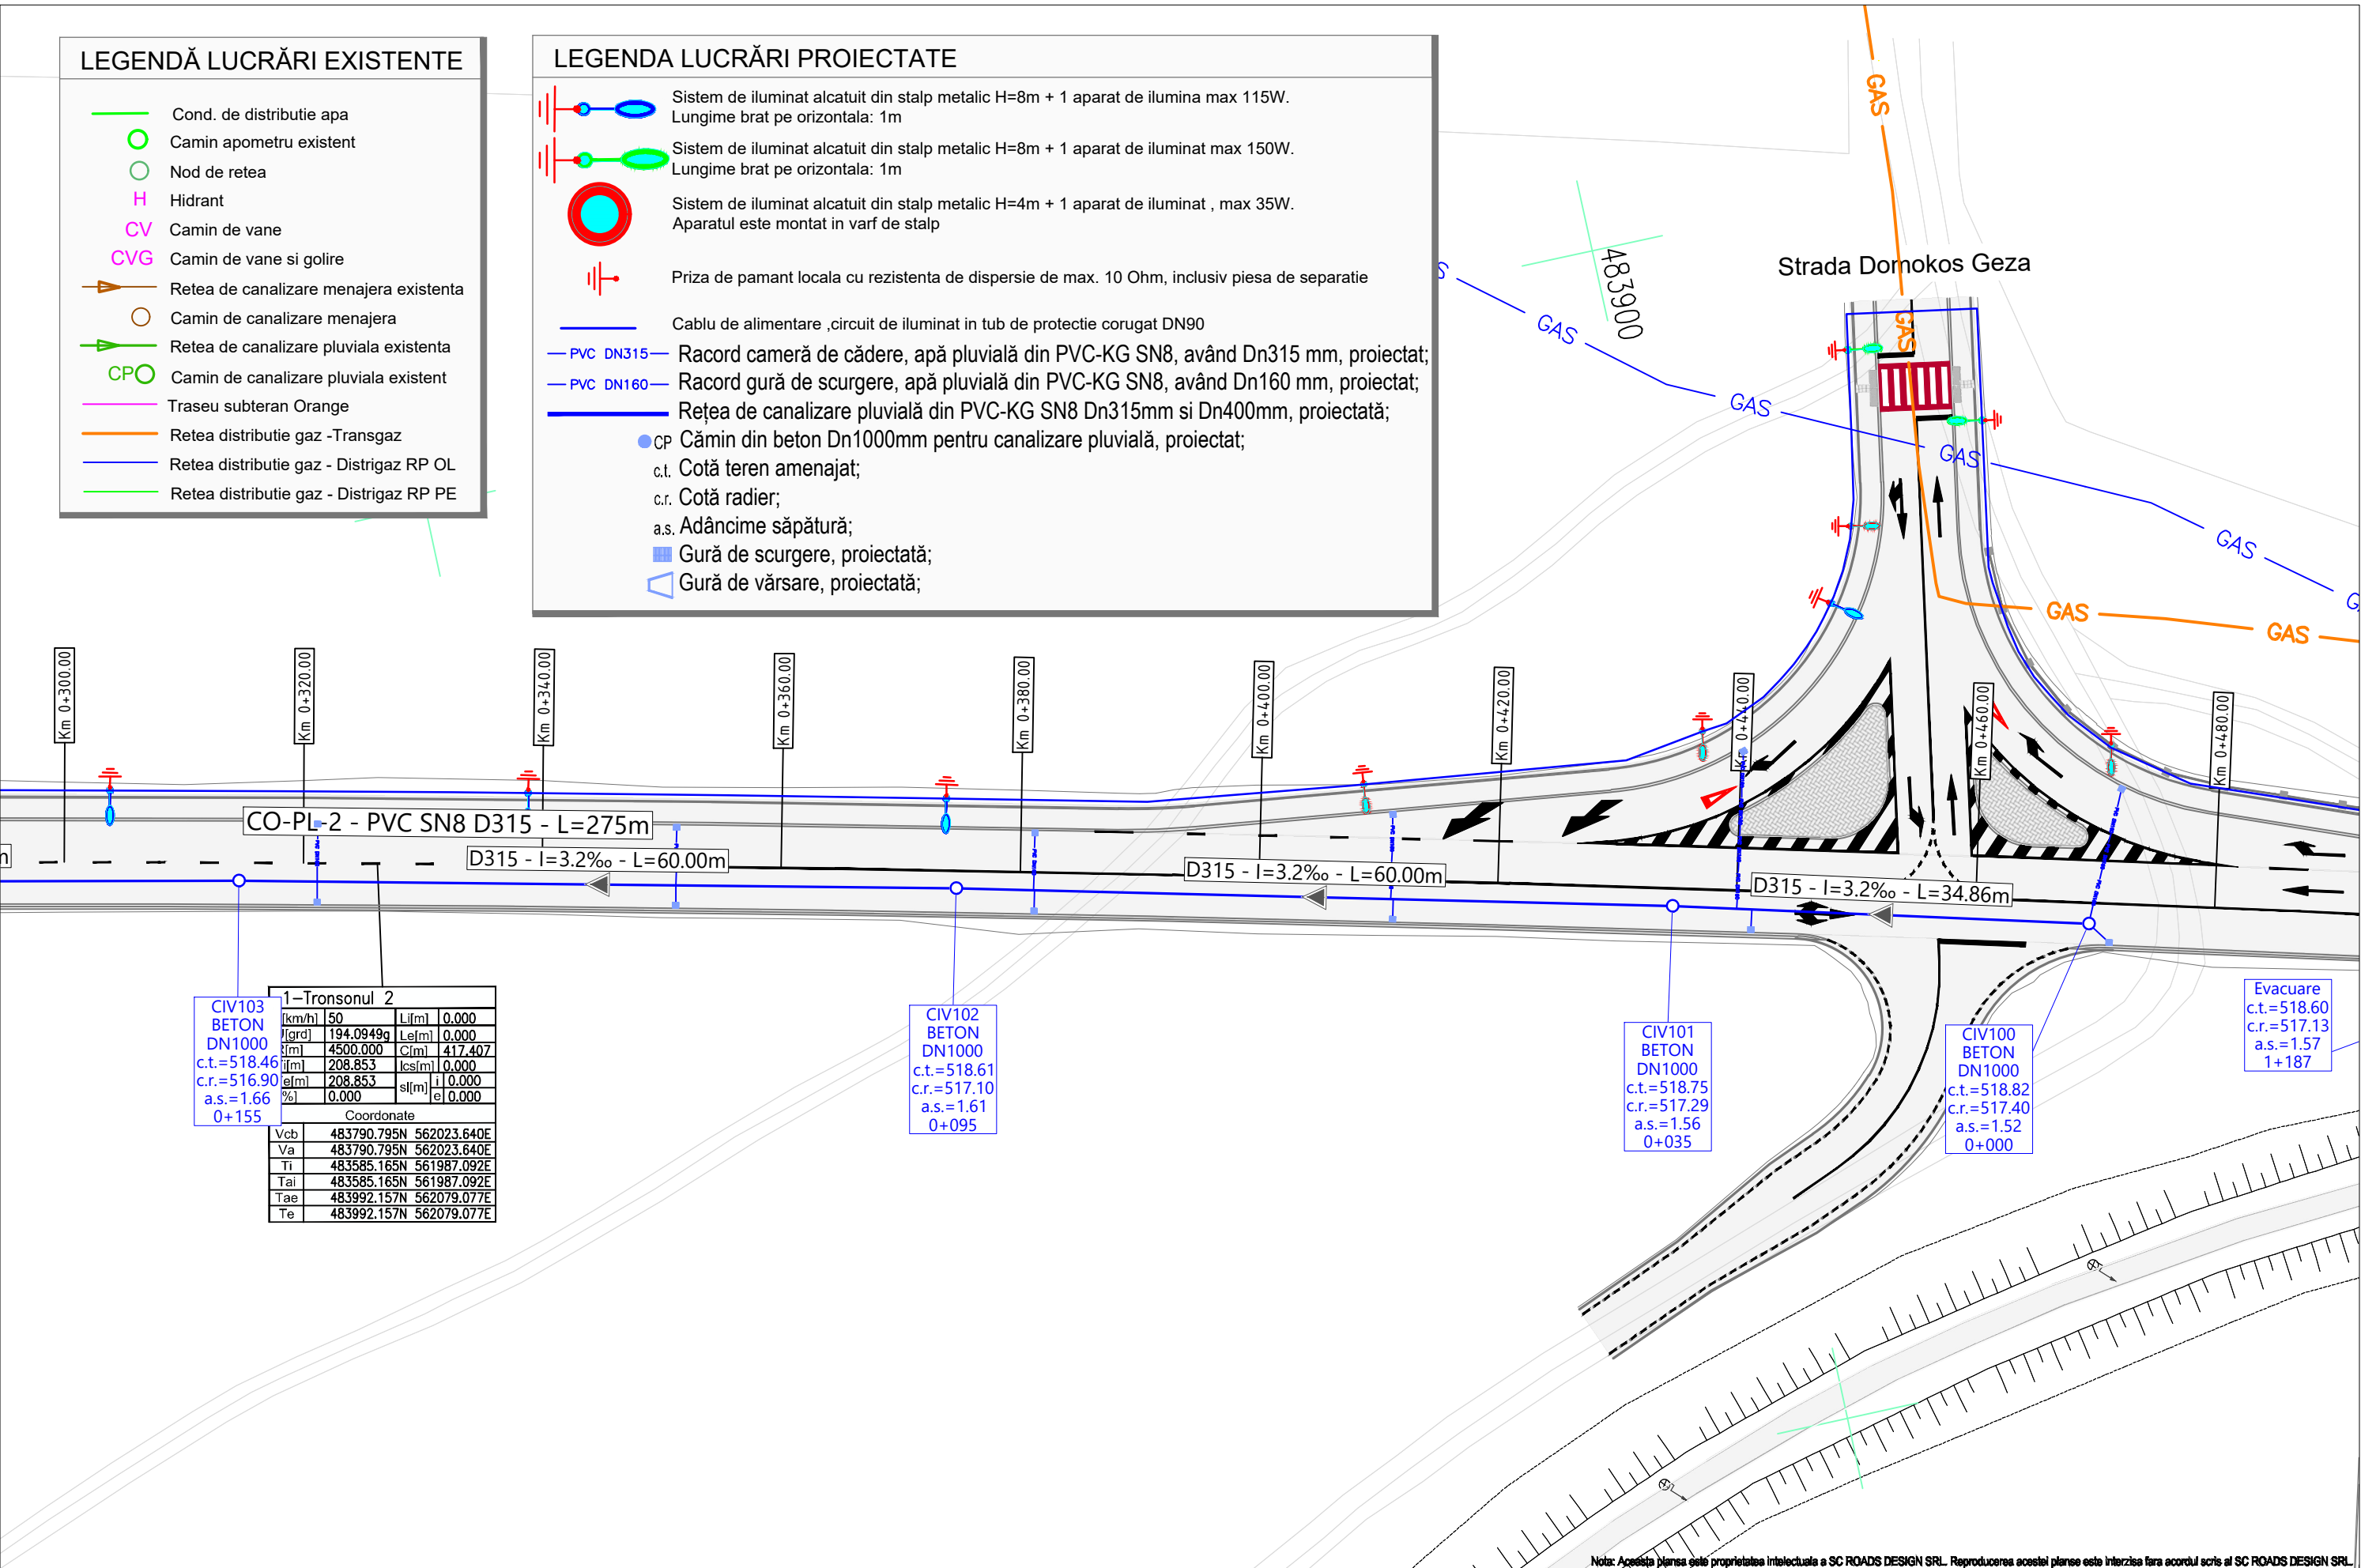 LEGENDĂ LUCRĂRI EXISTENTE
Cond. de distributie apa
Camin apometru existent
Nod de retea
H Hidrant
CV Camin de vane
CVG Camin de vane si golire
Retea de canalizare menajera existenta
Camin de canalizare menajera
Retea de canalizare pluviala existenta
CP Camin de canalizare pluviala existent
Traseu subteran Orange
Retea distributie gaz -Transgaz
Retea distributie gaz - Distrigaz RP OL
Retea distributie gaz - Distrigaz RP PE
LEGENDA LUCRĂRI PROIECTATE
Sistem de iluminat alcatuit din stalp metalic H=8m + 1 aparat de ilumina max 115W.
Lungime brat pe orizontala: 1m
Sistem de iluminat alcatuit din stalp metalic H=8m + 1 aparat de iluminat max 150W.
Lungime brat pe orizontala: 1m
Sistem de iluminat alcatuit din stalp metalic H=4m + 1 aparat de iluminat , max 35W.
Aparatul este montat in varf de stalp
Priza de pamant locala cu rezistenta de dispersie de max. 10 Ohm, inclusiv piesa de separatie
Cablu de alimentare ,circuit de iluminat in tub de protectie corugat DN90
PVC DN315 Racord cameră de cădere, apă pluvială din PVC-KG SN8, având Dn315 mm, proiectat;
PVC DN160 Racord gură de scurgere, apă pluvială din PVC-KG SN8, având Dn160 mm, proiectat;
Rețea de canalizare pluvială din PVC-KG SN8 Dn315mm si Dn400mm, proiectată;
CP Cămin din beton Dn1000mm pentru canalizare pluvială, proiectat;
c.t. Cotă teren amenajat;
c.r. Cotă radier;
a.s. Adâncime săpătură;
Gură de scurgere, proiectată;
Gură de vărsare, proiectată;
GAS
483900
Strada Domokos Geza
GAS
GAS
GAS
GAS
GAS
GAS
GAS
GAS
Km 0+300.00
Km 0+320.00
Km 0+340.00
Km 0+360.00
Km 0+380.00
Km 0+400.00
Km 0+420.00
Km 0+440.00
Km 0+460.00
Km 0+480.00
CO-PL-2 - PVC SN8 D315 - L=275m
D315 - I=3.2‰ - L=60.00m
D315 - I=3.2‰ - L=60.00m
D315 - I=3.2‰ - L=34.86m
CIV103
BETON
DN1000
c.t.=518.46
c.r.=516.90
a.s.=1.66
0+155
1-Tronsonul 2
[km/h] 50 Li[m] 0.000
[grd] 194.0949g Le[m] 0.000
[m] 4500.000 C[m] 417.407
[m] 208.853 Ics[m] 0.000
e[m] 208.853 sl[m] i 0.000
%] 0.000 e 0.000
Coordonate
Vcb 483790.795N 562023.640E
Va 483790.795N 562023.640E
Ti 483585.165N 561987.092E
Tai 483585.165N 561987.092E
Tae 483992.157N 562079.077E
Te 483992.157N 562079.077E
CIV102
BETON
DN1000
c.t.=518.61
c.r.=517.10
a.s.=1.61
0+095
CIV101
BETON
DN1000
c.t.=518.75
c.r.=517.29
a.s.=1.56
0+035
CIV100
BETON
DN1000
c.t.=518.82
c.r.=517.40
a.s.=1.52
0+000
Evacuare
c.t.=518.60
c.r.=517.13
a.s.=1.57
1+187
Nota: Aceasta plansa este proprietatea intelectuala a SC ROADS DESIGN SRL. Reproducerea acestei planse este interzisa fara acordul scris al SC ROADS DESIGN SRL.